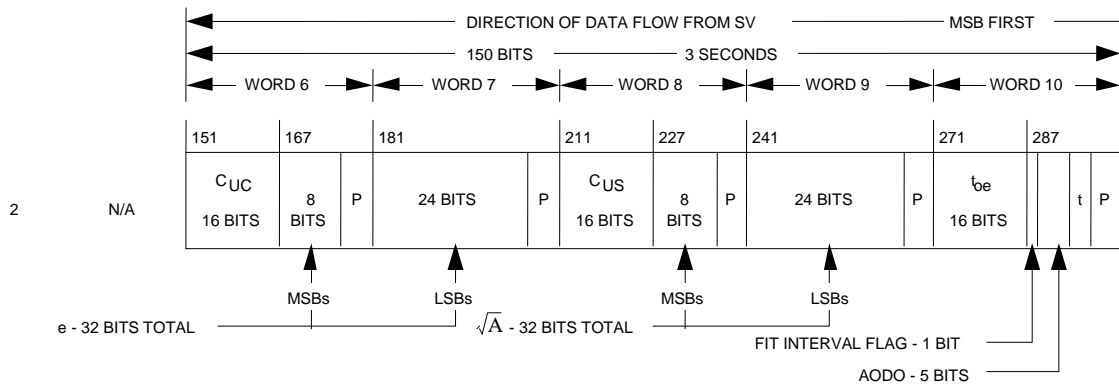 DIRECTION OF DATA FLOW FROM SV MSB FIRST
150 BITS 3 SECONDS
WORD 6 WORD 7 WORD 8 WORD 9 WORD 10
151 167 181 211 227 241 271 287
2 N/A
CUC
16 BITS
8
BITS
P
24 BITS
P
CUS
16 BITS
8
BITS
P
24 BITS
P
toe
16 BITS
t
P
MSBs LSBs MSBs LSBs
e - 32 BITS TOTAL √A - 32 BITS TOTAL
FIT INTERVAL FLAG - 1 BIT
AODO - 5 BITS